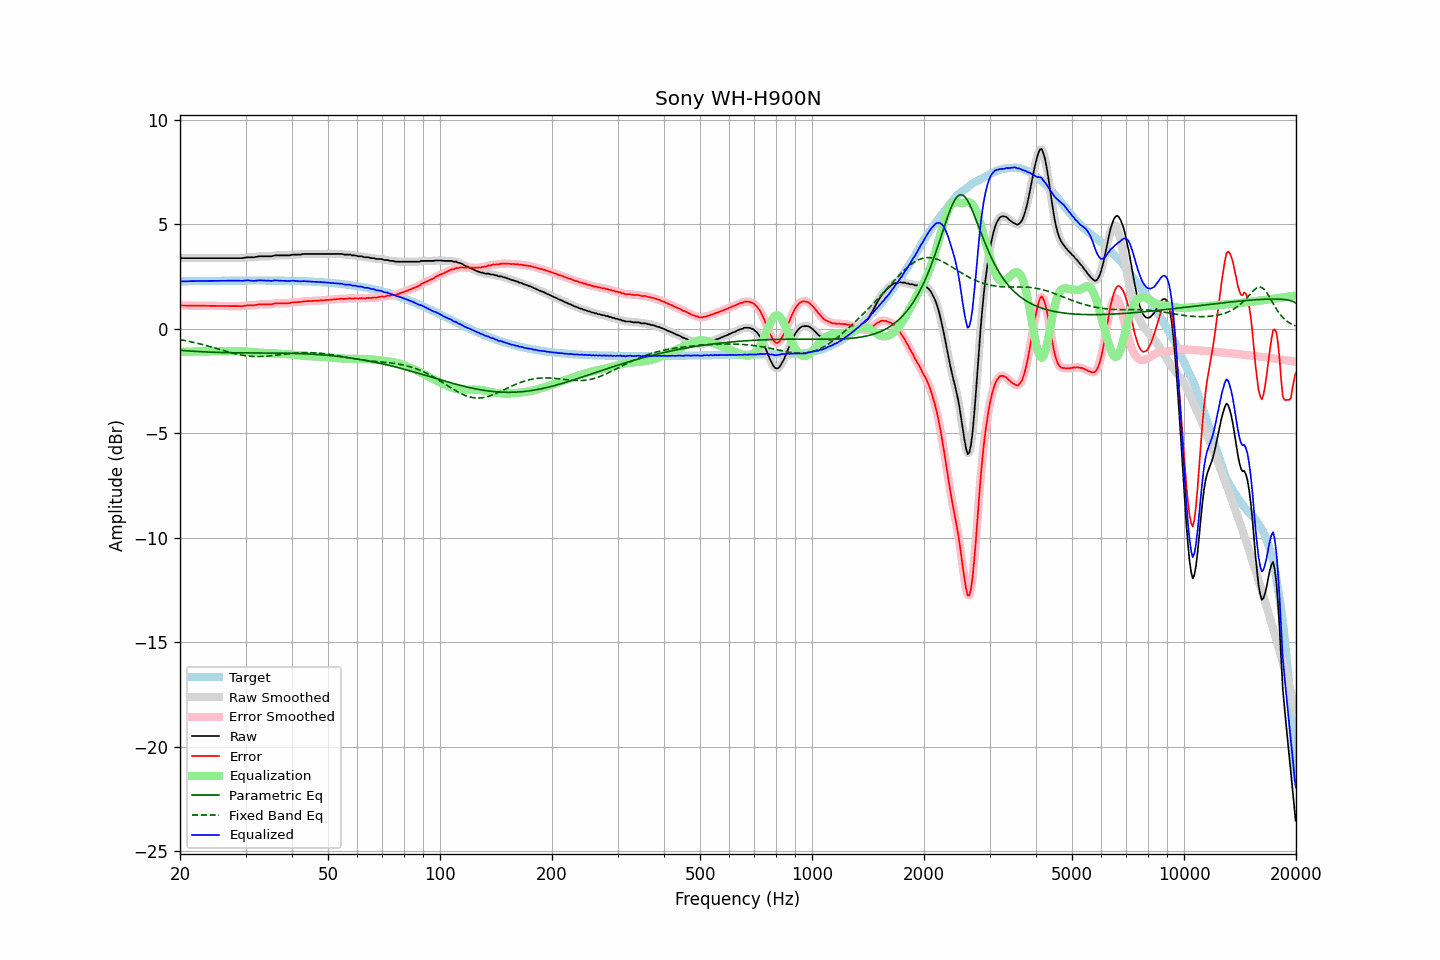 Sony WH-H900N
10
5
0
−5
−10
−15
−20
−25
Amplitude (dBr)
Target
Raw Smoothed
Error Smoothed
Raw
Error
Equalization
Parametric Eq
Fixed Band Eq
Equalized
20 50 100 200 500 1000 2000 5000 10000 20000
Frequency (Hz)